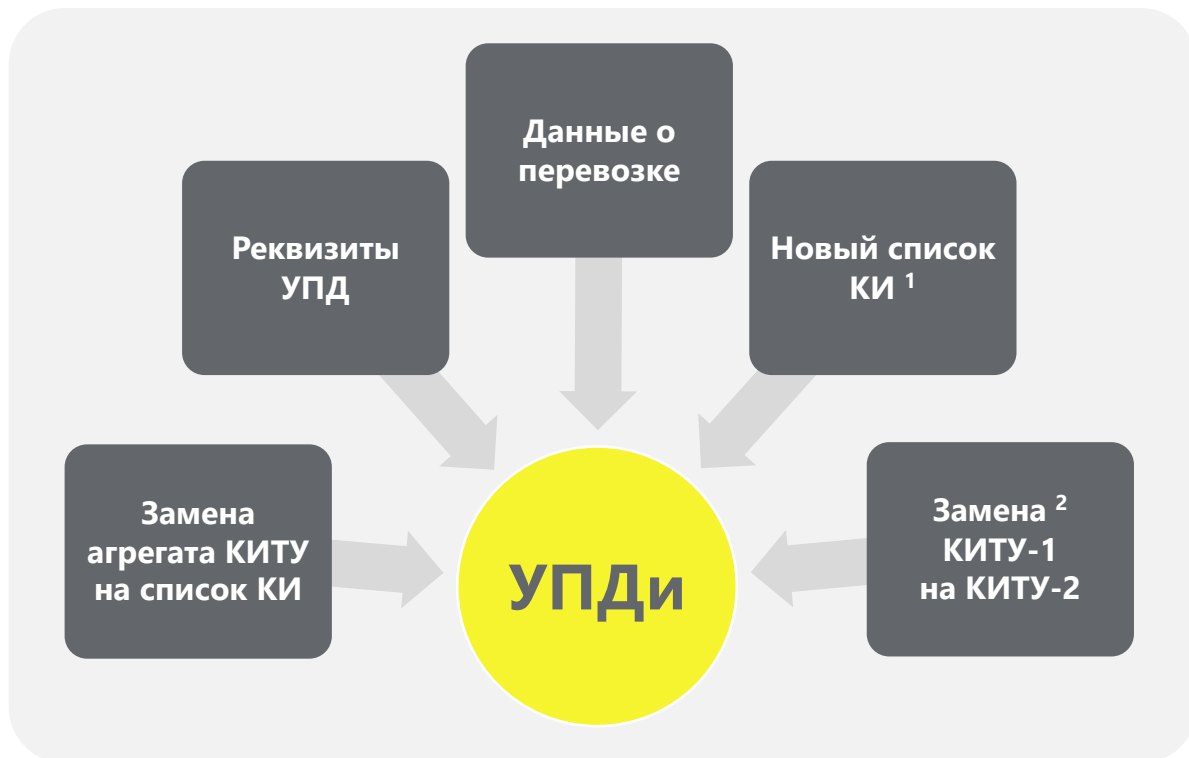 Данные о
перевозке
Реквизиты
УПД
Новый список
КИ ¹
Замена
агрегата КИТУ
на список КИ
Замена ²
КИТУ-1
на КИТУ-2
УПДи